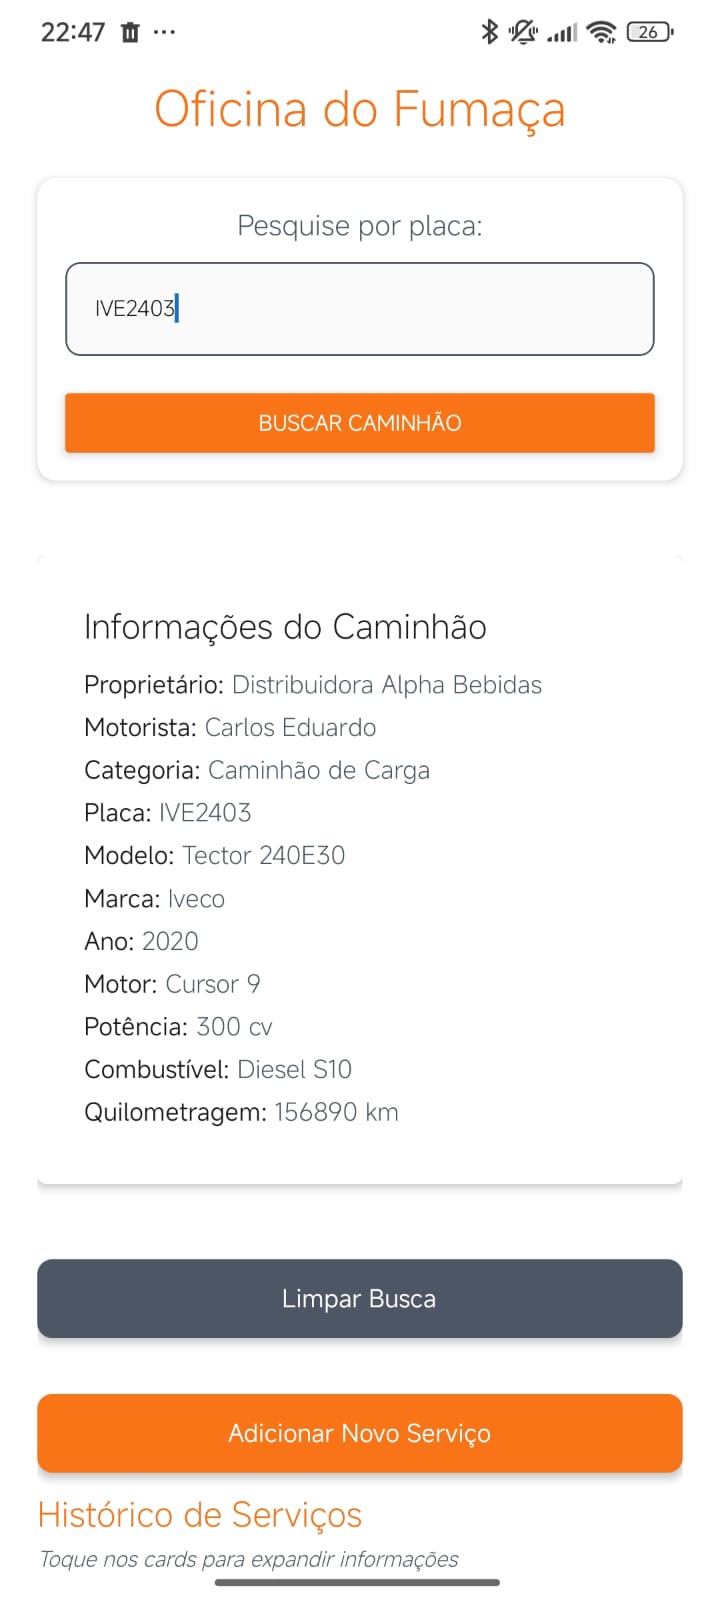 22:47
26
Oficina do Fumaça
Pesquise por placa:
IVE2403
BUSCAR CAMINHÃO
Informações do Caminhão
Proprietário: Distribuidora Alpha Bebidas
Motorista: Carlos Eduardo
Categoria: Caminhão de Carga
Placa: IVE2403
Modelo: Tector 240E30
Marca: Iveco
Ano: 2020
Motor: Cursor 9
Potência: 300 cv
Combustível: Diesel S10
Quilometragem: 156890 km
Limpar Busca
Adicionar Novo Serviço
Histórico de Serviços
Toque nos cards para expandir informações